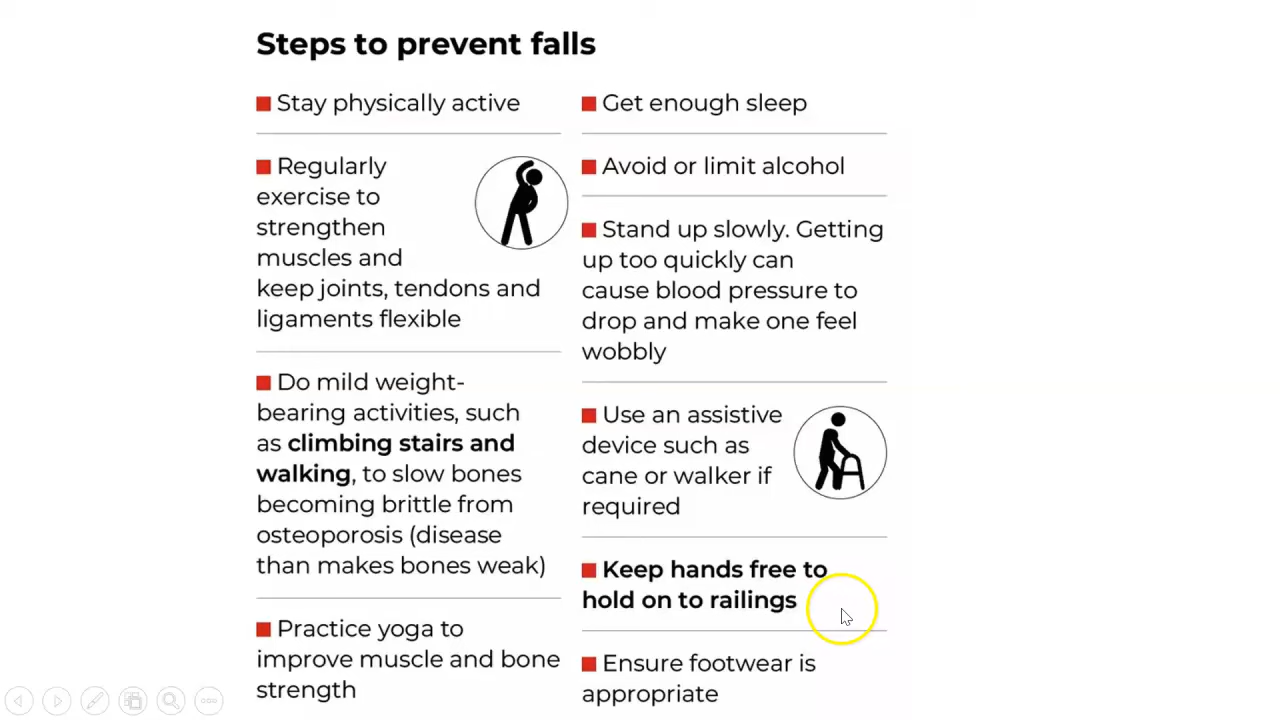 Steps to prevent falls
Stay physically active
Regularly
exercise to
strengthen
muscles and
keep joints, tendons and
ligaments flexible
Do mild weight-
bearing activities, such
as climbing stairs and
walking, to slow bones
becoming brittle from
osteoporosis (disease
than makes bones weak)
Practice yoga to
improve muscle and bone
strength
Get enough sleep
Avoid or limit alcohol
Stand up slowly. Getting
up too quickly can
cause blood pressure to
drop and make one feel
wobbly
Use an assistive
device such as
cane or walker if
required
Keep hands free to
hold on to railings
Ensure footwear is
appropriate